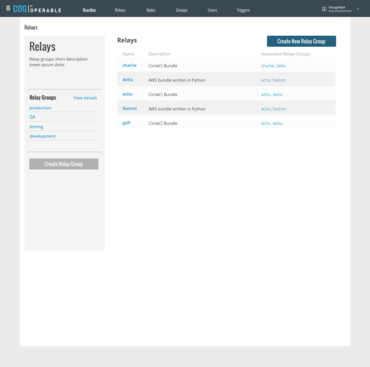 COG BY OPERABLE Bundles Relays Roles Groups Users Triggers thoughtbot
Relays
Relays
Relay groups short description
lorem ipsum dolor.
Relay Groups View details
production
QA
testing
development
Create Relay Group
Relays Create New Relay Group
Name Description Associated Relay Groups
charlie CircleCI Bundle charlie, delta
delta AWS bundle written in Python echo, foxtrot
echo CircleCI Bundle echo, delta
foxtrot AWS bundle written in Python echo, foxtrot
golf CircleCI Bundle echo, delta